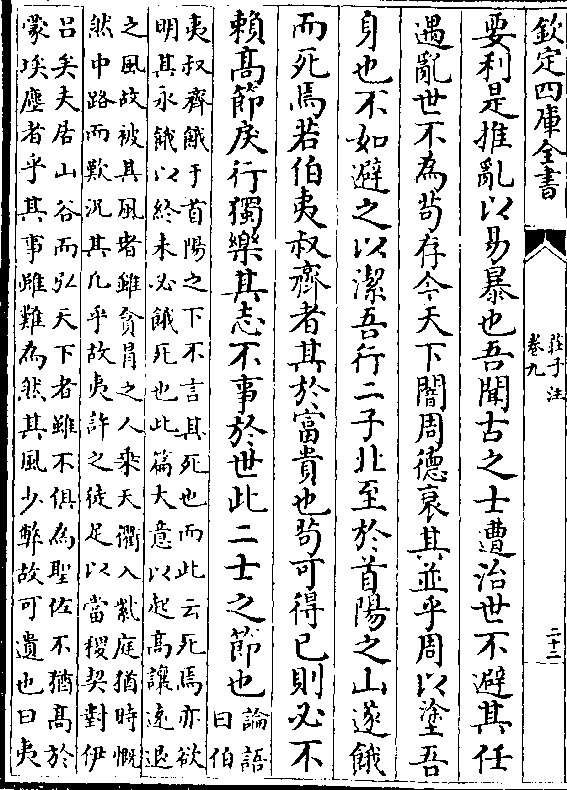 欽定四庫全書
莊子注
卷九
二十二
要利是推亂以易暴也吾聞古之士遭治世不避其任
遇亂世不為苟存今天下闇周德衰其並乎周以塗吾
身也不如避之以潔吾行二子北至於首陽之山遂餓
而死焉若伯夷叔齊者其於富貴也苟可得已則必不
賴髙節戾行獨樂其志不事於世此二士之節也
論語
曰伯
夷叔齊餓于首陽之下不言其死也而此云死焉亦欲
明其永餓以終未必餓死也此篇大意以起髙讓逺退
之風故被其風者雖貪冒之人乘天衢入紫庭猶時慨
然中路而歎況其凡乎故夷許之徒足以當稷契對伊
吕矣夫居山谷而弘天下者雖不俱為聖佐不猶髙於
蒙埃塵者乎其事雖難為然其風少弊故可遺也曰夷